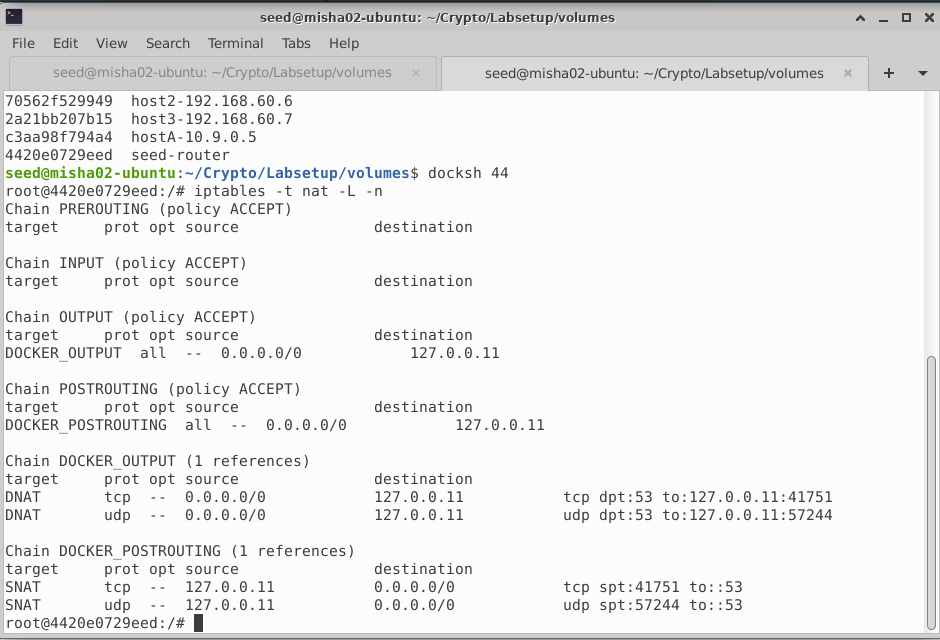 seed@misha02-ubuntu: ~/Crypto/Labsetup/volumes
File Edit View Search Terminal Tabs Help
seed@misha02-ubuntu: ~/Crypto/Labsetup/volumes × seed@misha02-ubuntu: ~/Crypto/Labsetup/volumes ×
70562f529949  host2-192.168.60.6
2a21bb207b15  host3-192.168.60.7
c3aa98f794a4  hostA-10.9.0.5
4420e0729eed  seed-router
seed@misha02-ubuntu:~/Crypto/Labsetup/volumes$ docksh 44
root@4420e0729eed:/# iptables -t nat -L -n
Chain PREROUTING (policy ACCEPT)
target     prot opt source               destination
Chain INPUT (policy ACCEPT)
target     prot opt source               destination
Chain OUTPUT (policy ACCEPT)
target     prot opt source               destination
DOCKER_OUTPUT  all  --  0.0.0.0/0            127.0.0.11
Chain POSTROUTING (policy ACCEPT)
target     prot opt source               destination
DOCKER_POSTROUTING  all  --  0.0.0.0/0            127.0.0.11
Chain DOCKER_OUTPUT (1 references)
target     prot opt source               destination
DNAT       tcp  --  0.0.0.0/0            127.0.0.11           tcp dpt:53 to:127.0.0.11:41751
DNAT       udp  --  0.0.0.0/0            127.0.0.11           udp dpt:53 to:127.0.0.11:57244
Chain DOCKER_POSTROUTING (1 references)
target     prot opt source               destination
SNAT       tcp  --  127.0.0.11           0.0.0.0/0            tcp spt:41751 to::53
SNAT       udp  --  127.0.0.11           0.0.0.0/0            udp spt:57244 to::53
root@4420e0729eed:/#